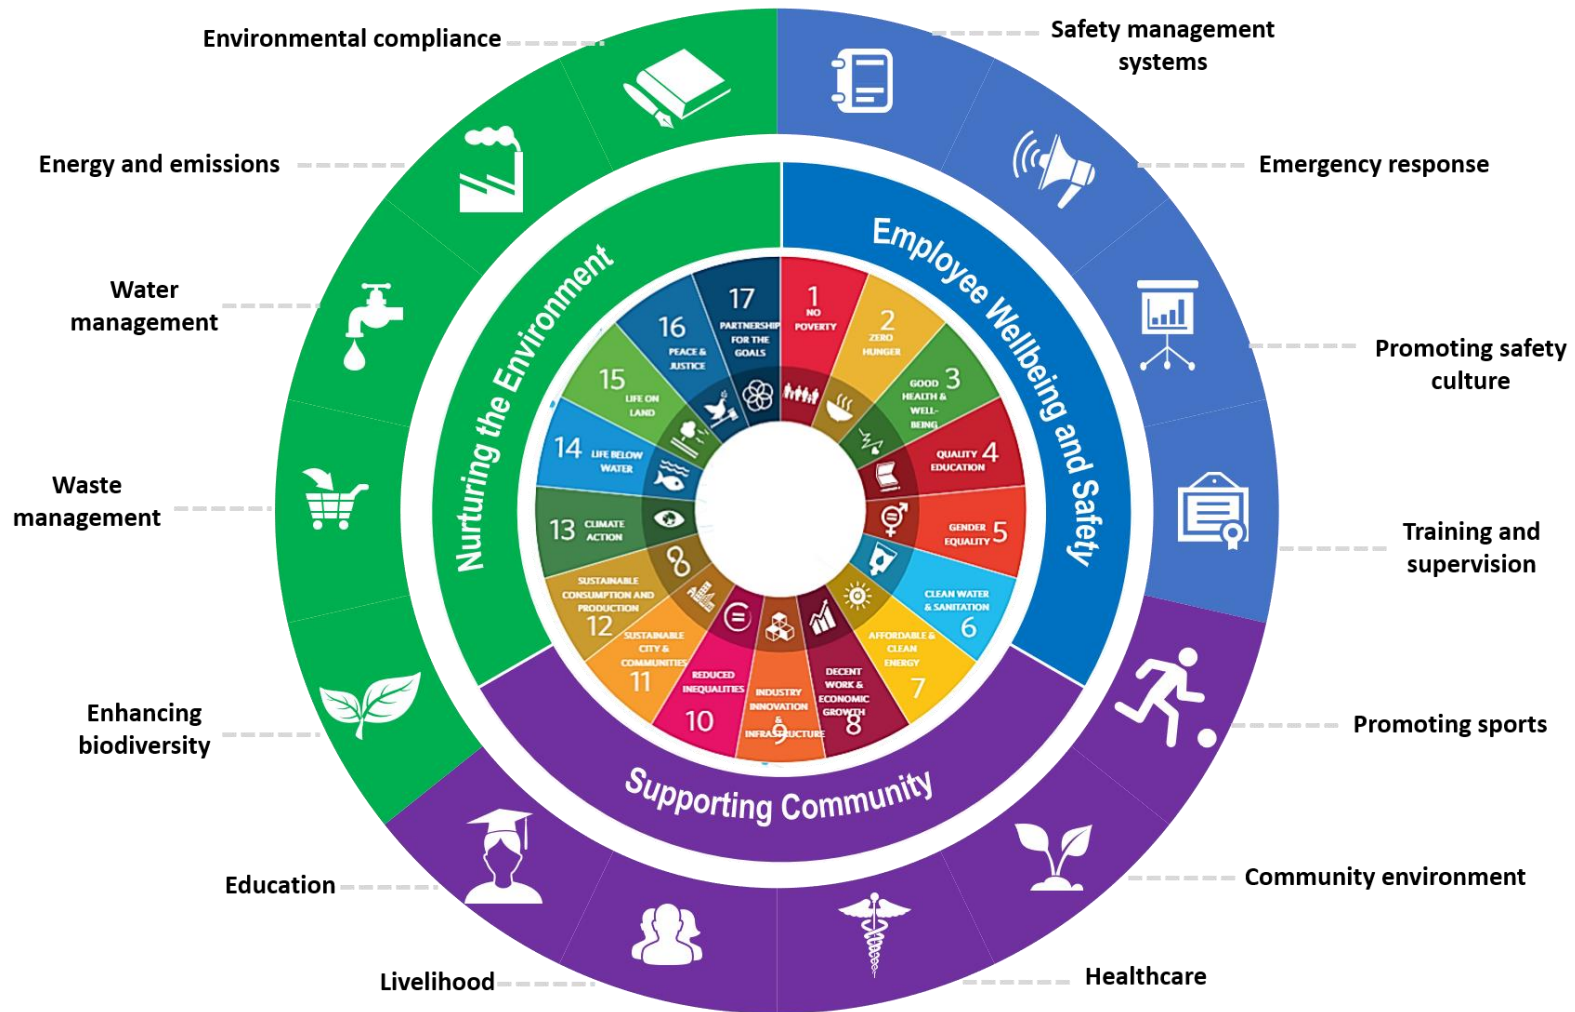 Environmental compliance
Safety management
systems
Energy and emissions
Emergency response
Water
management
Promoting safety
culture
Waste
management
Training and
supervision
Enhancing
biodiversity
Promoting sports
Education
Community environment
Livelihood
Healthcare
Nurturing the Environment
Employee Wellbeing and Safety
Supporting Community
1
NO
POVERTY
2
ZERO
HUNGER
3
GOOD
HEALTH &
WELL-
BEING
QUALITY
EDUCATION
4
GENDER
EQUALITY
5
CLEAN WATER
& SANITATION
6
AFFORDABLE &
CLEAN
ENERGY
7
DECENT
WORK &
ECONOMIC
GROWTH
8
INDUSTRY
INNOVATION
&
INFRASTRUCTURE
9
REDUCED
INEQUALITIES
10
SUSTAINABLE
CITY &
COMMUNITIES
11
SUSTAINABLE
CONSUMPTION AND
PRODUCTION
12
13
CLIMATE
ACTION
14
LIFE BELOW
WATER
15
LIFE ON
LAND
16
PEACE &
JUSTICE
17
PARTNERSHIP
FOR THE
GOALS